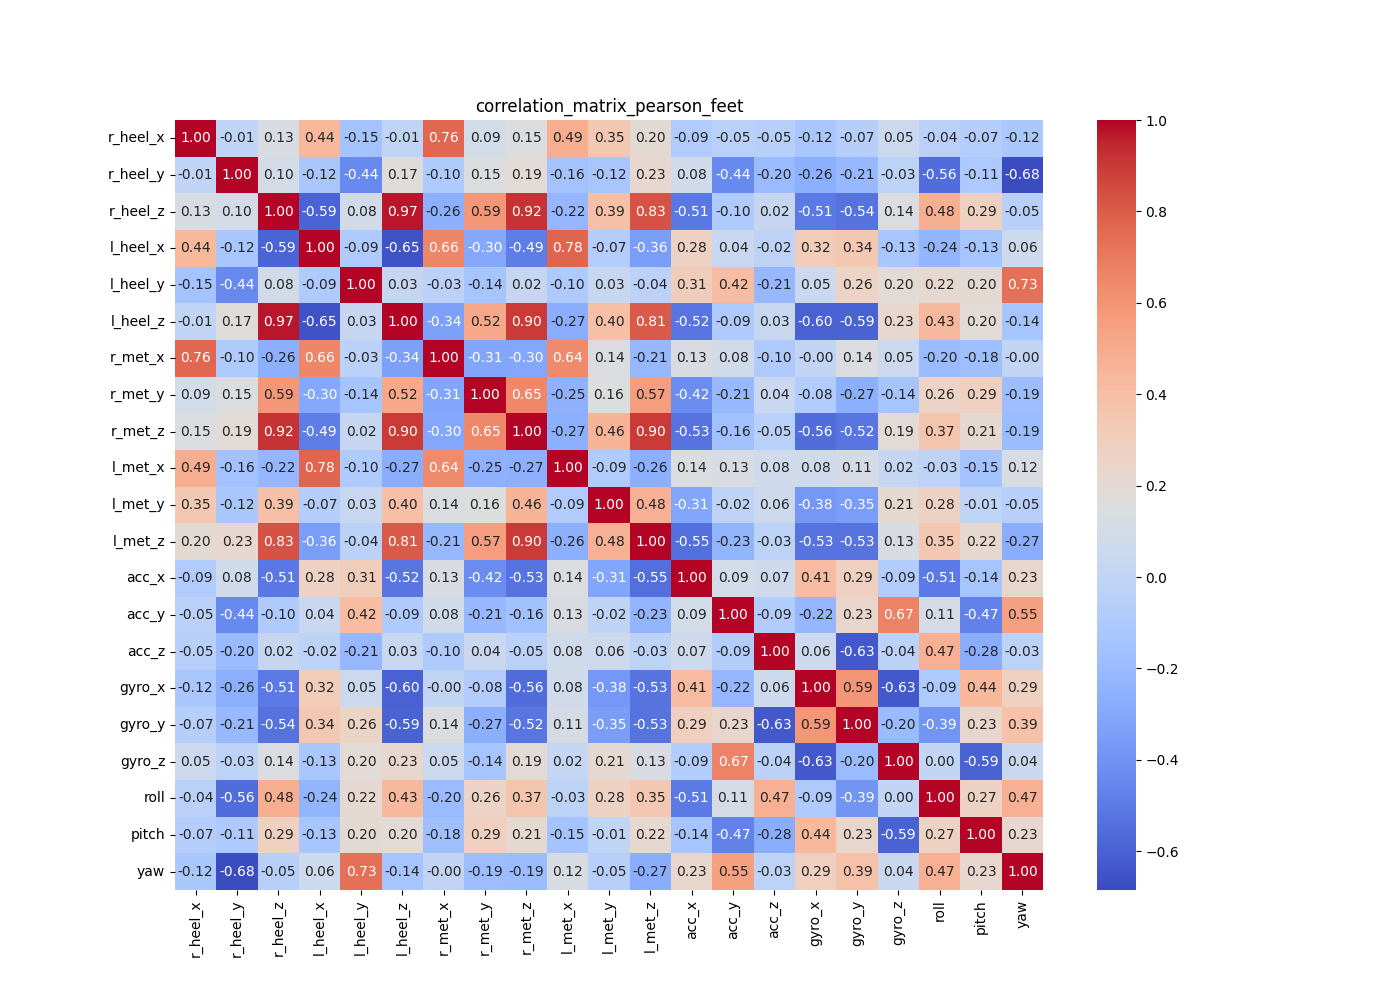 correlation_matrix_pearson_feet
r_heel_x 1.00 -0.01 0.13 0.44 -0.15 -0.01 0.76 0.09 0.15 0.49 0.35 0.20 -0.09 -0.05 -0.05 -0.12 -0.07 0.05 -0.04 -0.07 -0.12
r_heel_y -0.01 1.00 0.10 -0.12 -0.44 0.17 -0.10 0.15 0.19 -0.16 -0.12 0.23 0.08 -0.44 -0.20 -0.26 -0.21 -0.03 -0.56 -0.11 -0.68
r_heel_z 0.13 0.10 1.00 -0.59 0.08 0.97 -0.26 0.59 0.92 -0.22 0.39 0.83 -0.51 -0.10 0.02 -0.51 -0.54 0.14 0.48 0.29 -0.05
l_heel_x 0.44 -0.12 -0.59 1.00 -0.09 -0.65 0.66 -0.30 -0.49 0.78 -0.07 -0.36 0.28 0.04 -0.02 0.32 0.34 -0.13 -0.24 -0.13 0.06
l_heel_y -0.15 -0.44 0.08 -0.09 1.00 0.03 -0.03 -0.14 0.02 -0.10 0.03 -0.04 0.31 0.42 -0.21 0.05 0.26 0.20 0.22 0.20 0.73
l_heel_z -0.01 0.17 0.97 -0.65 0.03 1.00 -0.34 0.52 0.90 -0.27 0.40 0.81 -0.52 -0.09 0.03 -0.60 -0.59 0.23 0.43 0.20 -0.14
r_met_x 0.76 -0.10 -0.26 0.66 -0.03 -0.34 1.00 -0.31 -0.30 0.64 0.14 -0.21 0.13 0.08 -0.10 -0.00 0.14 0.05 -0.20 -0.18 -0.00
r_met_y 0.09 0.15 0.59 -0.30 -0.14 0.52 -0.31 1.00 0.65 -0.25 0.16 0.57 -0.42 -0.21 0.04 -0.08 -0.27 -0.14 0.26 0.29 -0.19
r_met_z 0.15 0.19 0.92 -0.49 0.02 0.90 -0.30 0.65 1.00 -0.27 0.46 0.90 -0.53 -0.16 -0.05 -0.56 -0.52 0.19 0.37 0.21 -0.19
l_met_x 0.49 -0.16 -0.22 0.78 -0.10 -0.27 0.64 -0.25 -0.27 1.00 -0.09 -0.26 0.14 0.13 0.08 0.08 0.11 0.02 -0.03 -0.15 0.12
l_met_y 0.35 -0.12 0.39 -0.07 0.03 0.40 0.14 0.16 0.46 -0.09 1.00 0.48 -0.31 -0.02 0.06 -0.38 -0.35 0.21 0.28 -0.01 -0.05
l_met_z 0.20 0.23 0.83 -0.36 -0.04 0.81 -0.21 0.57 0.90 -0.26 0.48 1.00 -0.55 -0.23 -0.03 -0.53 -0.53 0.13 0.35 0.22 -0.27
acc_x -0.09 0.08 -0.51 0.28 0.31 -0.52 0.13 -0.42 -0.53 0.14 -0.31 -0.55 1.00 0.09 0.07 0.41 0.29 -0.09 -0.51 -0.14 0.23
acc_y -0.05 -0.44 -0.10 0.04 0.42 -0.09 0.08 -0.21 -0.16 0.13 -0.02 -0.23 0.09 1.00 -0.09 -0.22 0.23 0.67 0.11 -0.47 0.55
acc_z -0.05 -0.20 0.02 -0.02 -0.21 0.03 -0.10 0.04 -0.05 0.08 0.06 -0.03 0.07 -0.09 1.00 0.06 -0.63 -0.04 0.47 -0.28 -0.03
gyro_x -0.12 -0.26 -0.51 0.32 0.05 -0.60 -0.00 -0.08 -0.56 0.08 -0.38 -0.53 0.41 -0.22 0.06 1.00 0.59 -0.63 -0.09 0.44 0.29
gyro_y -0.07 -0.21 -0.54 0.34 0.26 -0.59 0.14 -0.27 -0.52 0.11 -0.35 -0.53 0.29 0.23 -0.63 0.59 1.00 -0.20 -0.39 0.23 0.39
gyro_z 0.05 -0.03 0.14 -0.13 0.20 0.23 0.05 -0.14 0.19 0.02 0.21 0.13 -0.09 0.67 -0.04 -0.63 -0.20 1.00 0.00 -0.59 0.04
roll -0.04 -0.56 0.48 -0.24 0.22 0.43 -0.20 0.26 0.37 -0.03 0.28 0.35 -0.51 0.11 0.47 -0.09 -0.39 0.00 1.00 0.27 0.47
pitch -0.07 -0.11 0.29 -0.13 0.20 0.20 -0.18 0.29 0.21 -0.15 -0.01 0.22 -0.14 -0.47 -0.28 0.44 0.23 -0.59 0.27 1.00 0.23
yaw -0.12 -0.68 -0.05 0.06 0.73 -0.14 -0.00 -0.19 -0.19 0.12 -0.05 -0.27 0.23 0.55 -0.03 0.29 0.39 0.04 0.47 0.23 1.00
r_heel_x r_heel_y r_heel_z l_heel_x l_heel_y l_heel_z r_met_x r_met_y r_met_z l_met_x l_met_y l_met_z acc_x acc_y acc_z gyro_x gyro_y gyro_z roll pitch yaw
1.0
0.8
0.6
0.4
0.2
0.0
−0.2
−0.4
−0.6